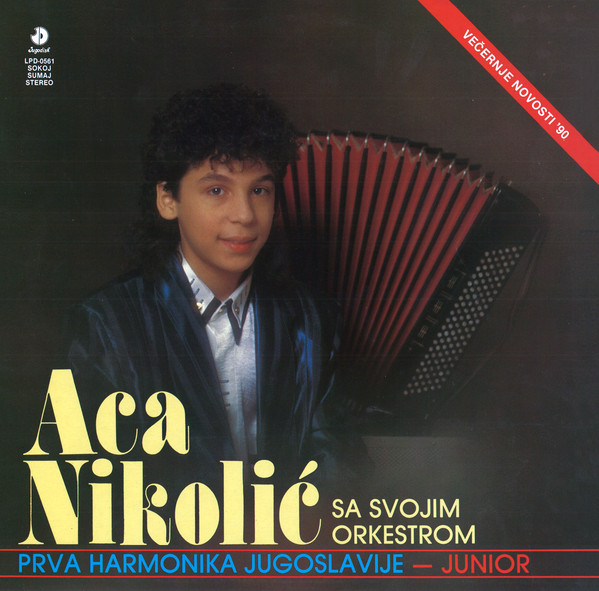 Jugodisk
LPD-0561
SOKOJ
SUMAJ
STEREO
VEČERNJE NOVOSTI '90
Aca
Nikolić
SA SVOJIM
ORKESTROM
PRVA HARMONIKA JUGOSLAVIJE — JUNIOR